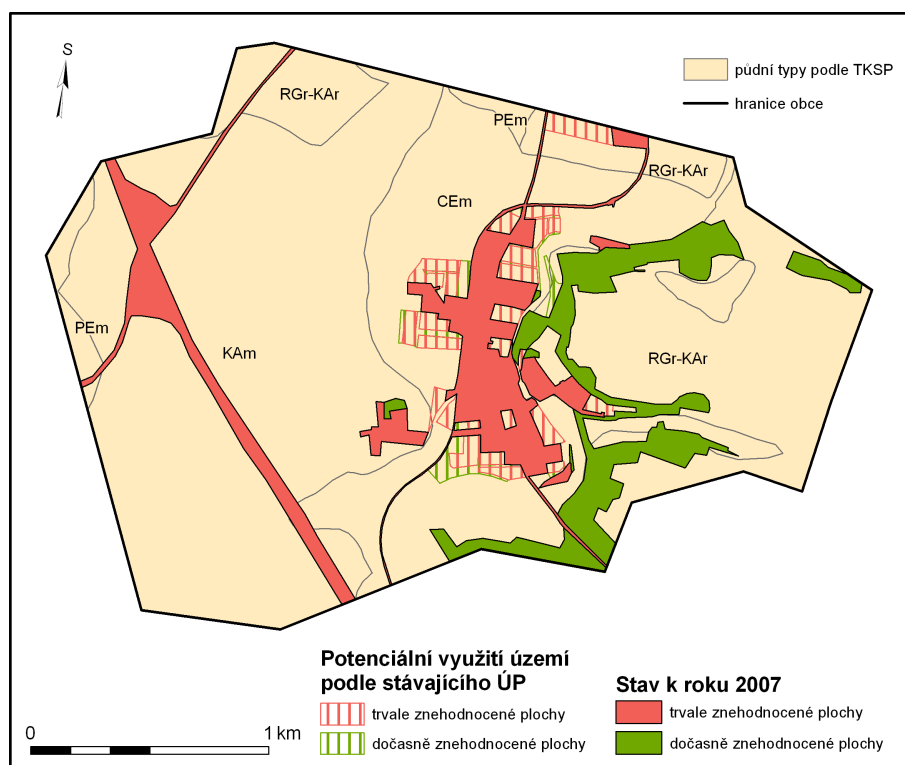 S
půdní typy podle TKSP
hranice obce
RGr-KAr
PEm
RGr-KAr
CEm
PEm
KAm
RGr-KAr
Potenciální využití území
podle stávajícího ÚP
trvale znehodnocené plochy
dočasně znehodnocené plochy
Stav k roku 2007
trvale znehodnocené plochy
dočasně znehodnocené plochy
0 1 km